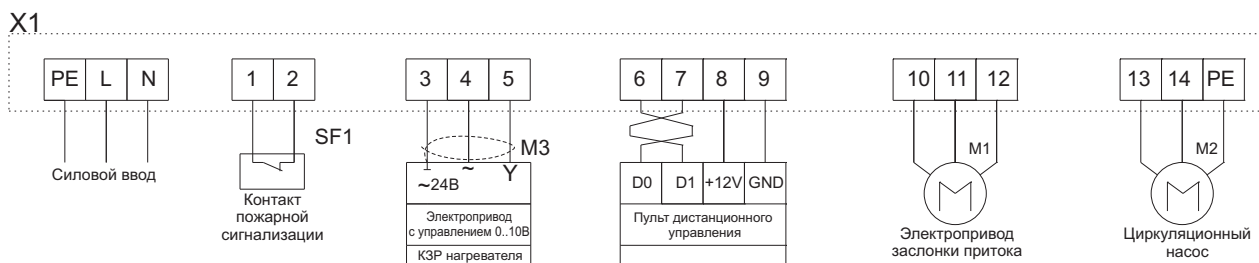 X1
PE L N 1 2 3 4 5 6 7 8 9 10 11 12 13 14 PE
SF1
M3
M1
M2
~24В ~ Y
D0 D1 +12V GND
M
M
Силовой ввод
Контакт
пожарной
сигнализации
Электропривод
с управлением 0..10В
КЗР нагревателя
Пульт дистанционного
управления
Электропривод
заслонки притока
Циркуляционный
насос